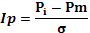 Ip = (Pᵢ − Pm) / σ